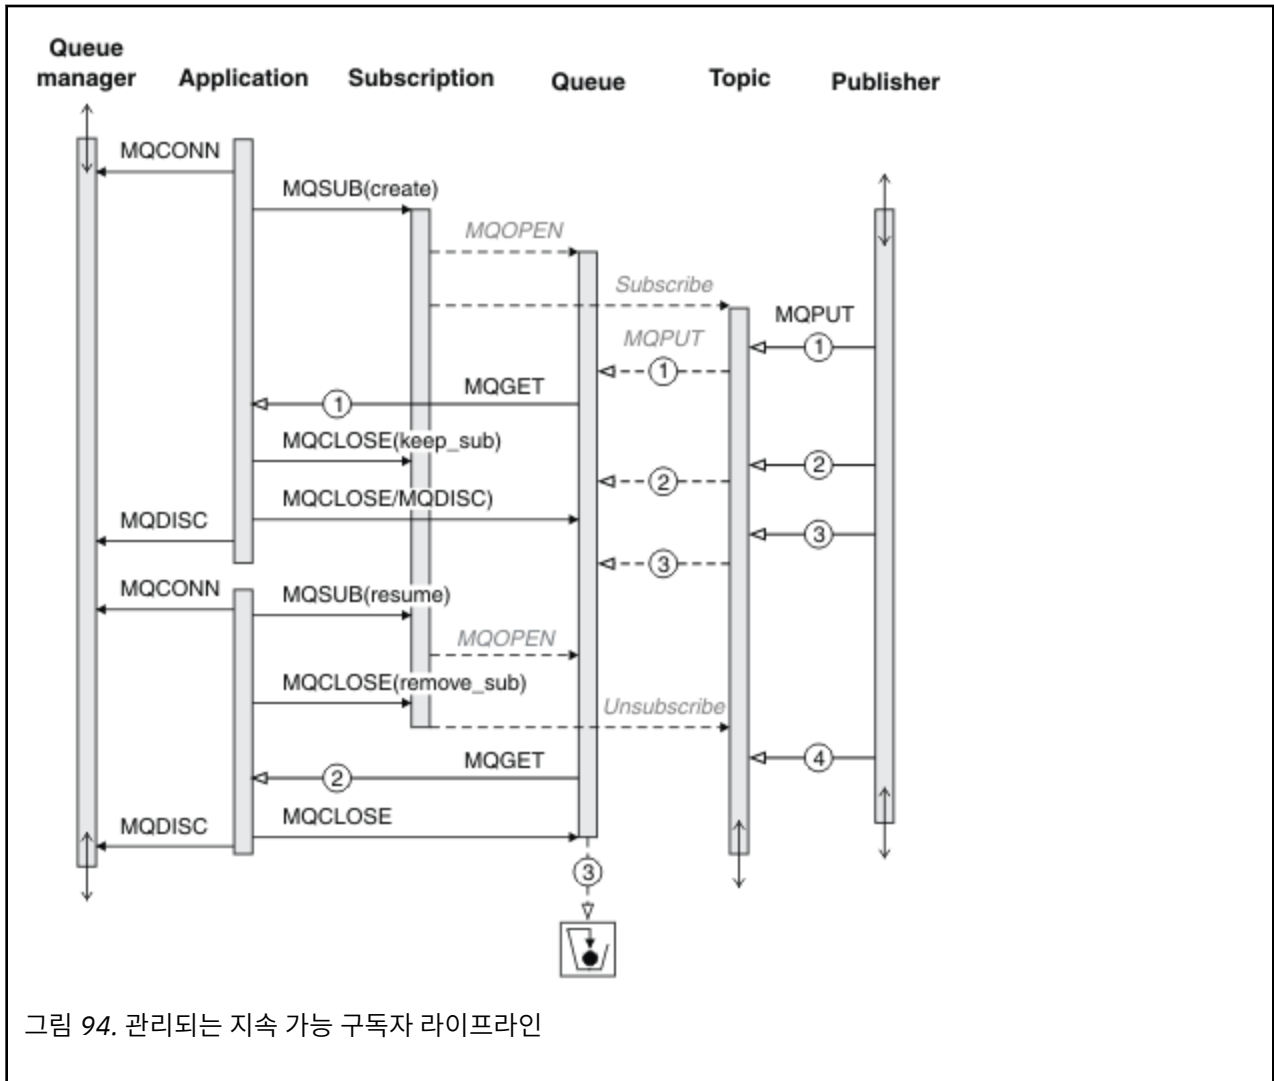 Queue
manager
Application
Subscription
Queue
Topic
Publisher
MQCONN
MQSUB(create)
MQOPEN
Subscribe
MQPUT
MQPUT
1
1
MQGET
1
MQCLOSE(keep_sub)
2
2
MQCLOSE/MQDISC)
MQDISC
3
3
MQCONN
MQSUB(resume)
MQOPEN
MQCLOSE(remove_sub)
Unsubscribe
MQGET
4
2
MQCLOSE
MQDISC
3
그림 94. 관리되는 지속 가능 구독자 라이프라인